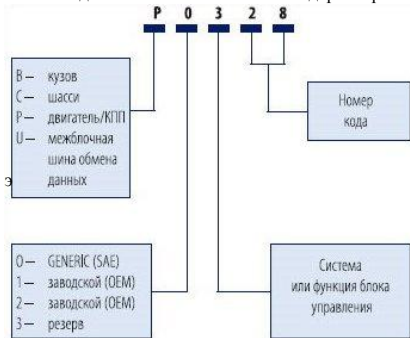 P 0 3 2 8
B — кузов
C — шасси
P — двигатель/КПП
U — межблочная
шина обмена
данных
Номер
кода
э
0 — GENERIC (SAE)
1 — заводской (OEM)
2 — заводской (OEM)
3 — резерв
Система
или функция блока
управления